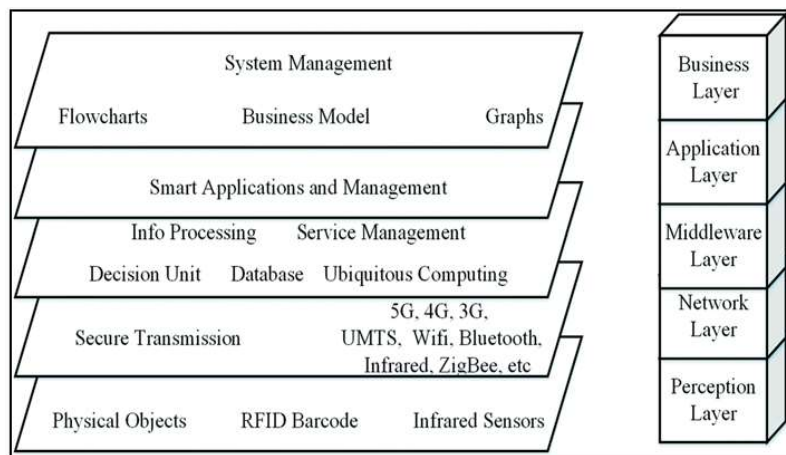 System Management
Flowcharts Business Model Graphs
Smart Applications and Management
Info Processing Service Management
Decision Unit Database Ubiquitous Computing
Secure Transmission
5G, 4G, 3G,
UMTS, Wifi, Bluetooth,
Infrared, ZigBee, etc
Physical Objects RFID Barcode Infrared Sensors
Business
Layer
Application
Layer
Middleware
Layer
Network
Layer
Perception
Layer